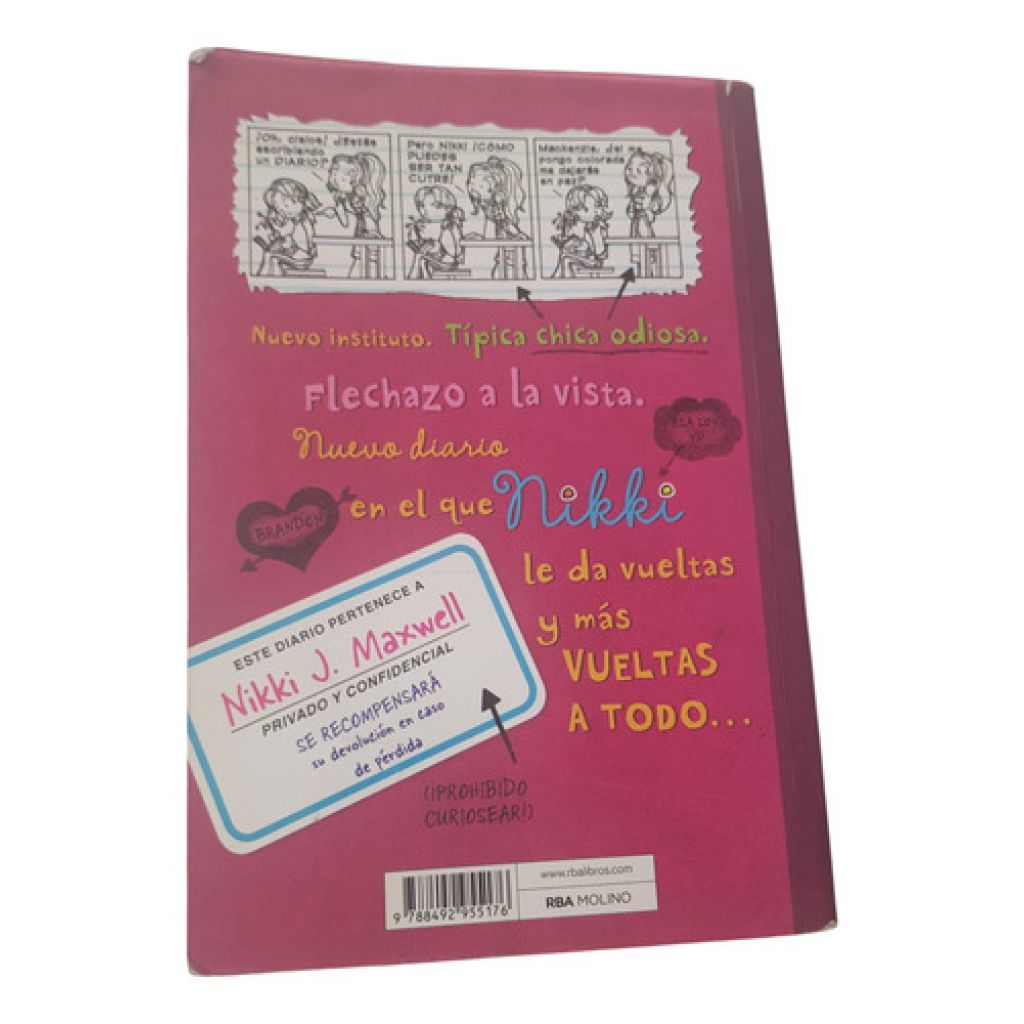 ¡Oh, cielos! ¿Estás
escribiendo
un DIARIO?
Pero Nikki ¡CÓMO
PUEDES
SER TAN
CUTRE!
Mackenzie, ¿si me
pongo colorada
me dejarás
en paz?
Nuevo instituto. Típica chica odiosa.
Flechazo a la vista.
Nuevo diario
YO
en el que Nikki
BRANDON
le da vueltas
y más
VUELTAS
A TODO...
ESTE DIARIO PERTENECE A
Nikki J. Maxwell
PRIVADO Y CONFIDENCIAL
SE RECOMPENSARÁ
su devolución en caso
de pérdida
(¡PROHIBIDO
CURIOSEAR!)
www.rbalibros.com
RBA MOLINO
9 788492 955176